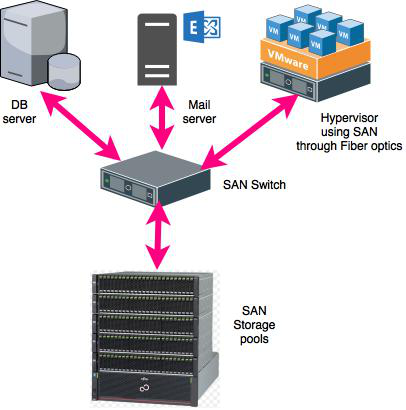 VM
VM
VM
VM
VM
VM
VM
VMware
E
DB
server
Mail
server
Hypervisor
using SAN
through Fiber optics
SAN Switch
SAN
Storage
pools